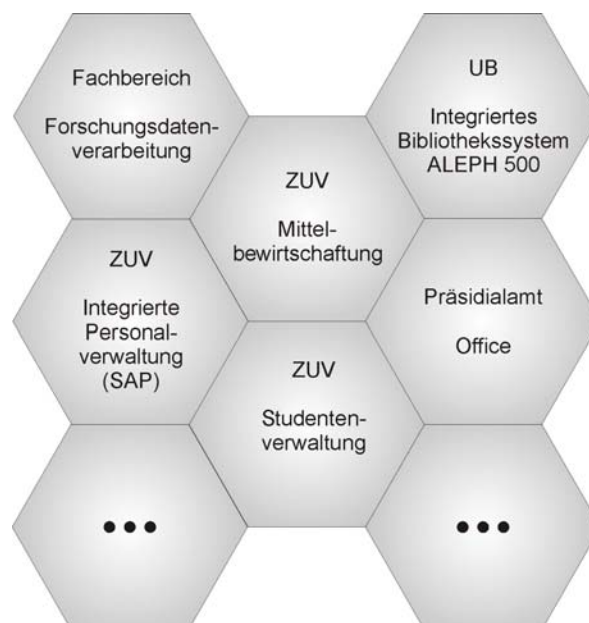 Fachbereich
Forschungsdaten-
verarbeitung
UB
Integriertes
Bibliothekssystem
ALEPH 500
ZUV
Mittel-
bewirtschaftung
ZUV
Integrierte
Personal-
verwaltung
(SAP)
Präsidialamt
Office
ZUV
Studenten-
verwaltung
•••
•••